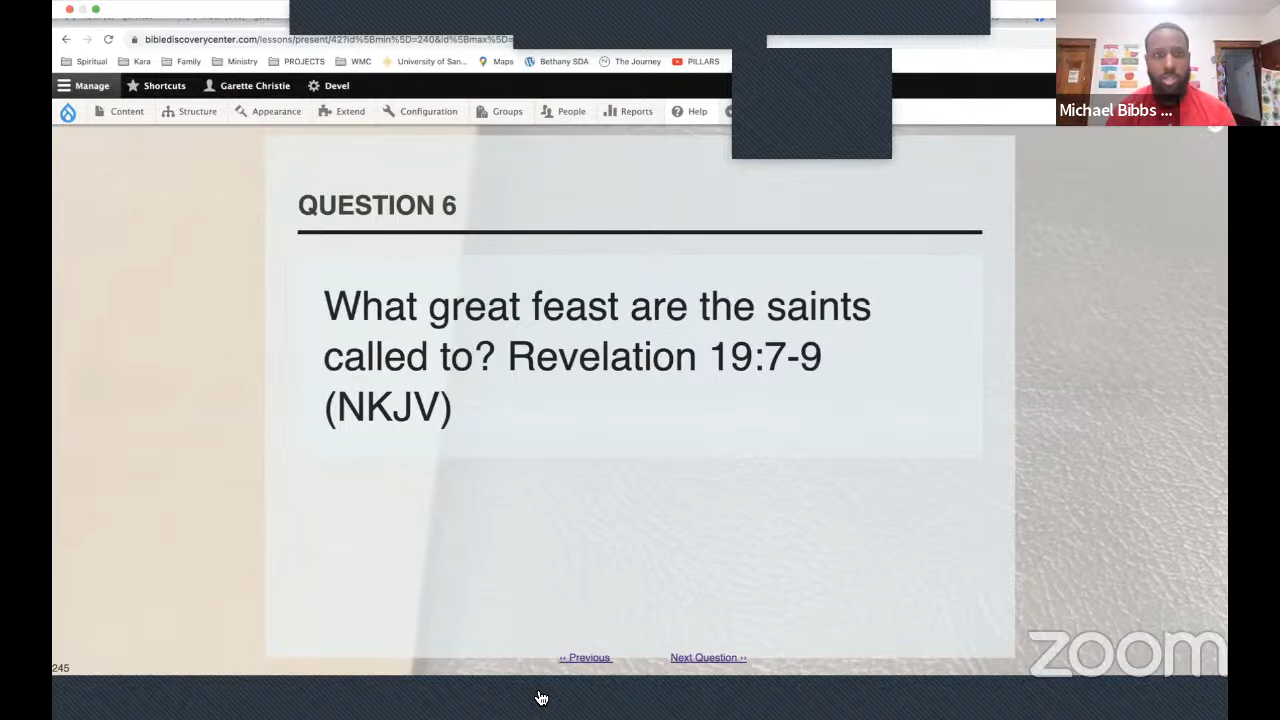 biblediscoverycenter.com/lessons/present/42?id%5Bmin%5D=240&id%5Bmax%5D=
Spiritual Kara Family Ministry PROJECTS WMC University of San... Maps Bethany SDA The Journey PILLARS
Manage Shortcuts Garette Christie Devel
Content Structure Appearance Extend Configuration Groups People Reports Help
Michael Bibbs ...
QUESTION 6
What great feast are the saints
called to? Revelation 19:7-9
(NKJV)
‹‹ Previous Next Question ››
245
zoom